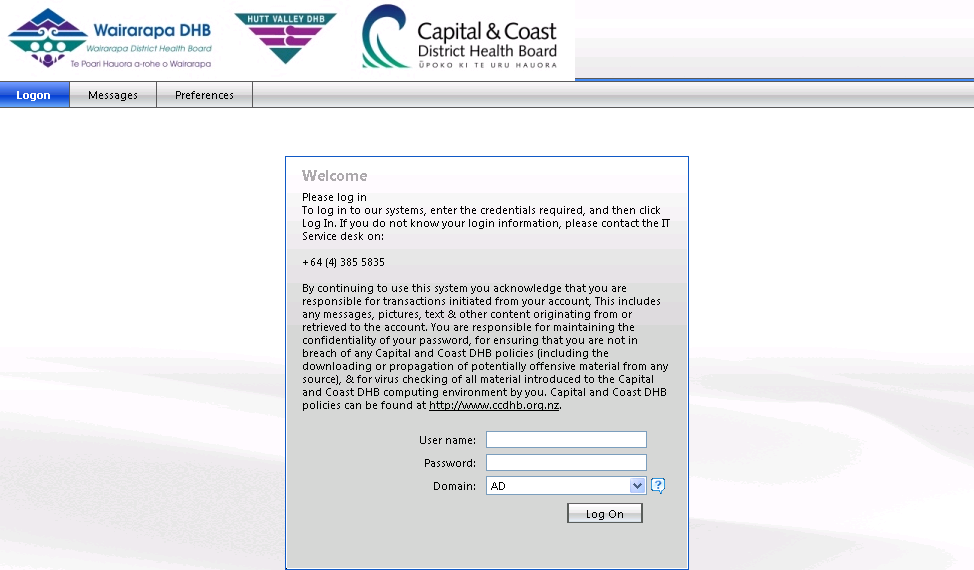 Wairarapa DHB
Wairarapa District Health Board
Te Poari Hauora a-rohe o Wairarapa
HUTT VALLEY DHB
Capital & Coast
District Health Board
ŪPOKO KI TE URU HAUORA
Logon
Messages
Preferences
Welcome
Please log in
To log in to our systems, enter the credentials required, and then click
Log In. If you do not know your login information, please contact the IT
Service desk on:
+64 (4) 385 5835
By continuing to use this system you acknowledge that you are
responsible for transactions initiated from your account, This includes
any messages, pictures, text & other content originating from or
retrieved to the account. You are responsible for maintaining the
confidentiality of your password, for ensuring that you are not in
breach of any Capital and Coast DHB policies (including the
downloading or propagation of potentially offensive material from any
source), & for virus checking of all material introduced to the Capital
and Coast DHB computing environment by you. Capital and Coast DHB
policies can be found at http://www.ccdhb.org.nz.
User name:
Password:
Domain: AD ?
Log On